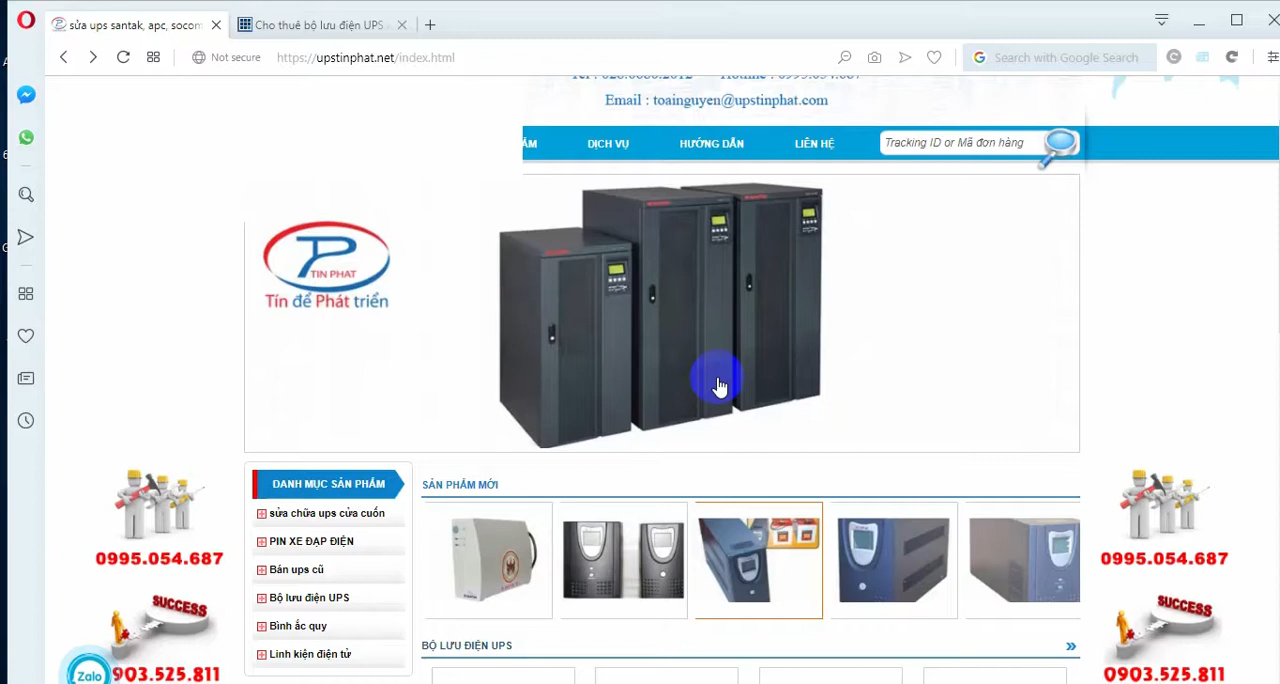 sửa ups santak, apc, socom
Cho thuê bộ lưu điện UPS
Not secure
https://upstinphat.net/index.html
Search with Google Search
Email : toainguyen@upstinphat.com
DỊCH VỤ
HƯỚNG DẪN
LIÊN HỆ
Tracking ID or Mã đơn hàng
TIN PHAT
Tín để Phát triển
DANH MỤC SẢN PHẨM
sửa chữa ups cửa cuốn
PIN XE ĐẠP ĐIỆN
Bán ups cũ
Bộ lưu điện UPS
Bình ắc quy
Linh kiện điện tử
SẢN PHẨM MỚI
BỘ LƯU ĐIỆN UPS
0995.054.687
SUCCESS
Zalo
903.525.811
0995.054.687
SUCCESS
0903.525.811